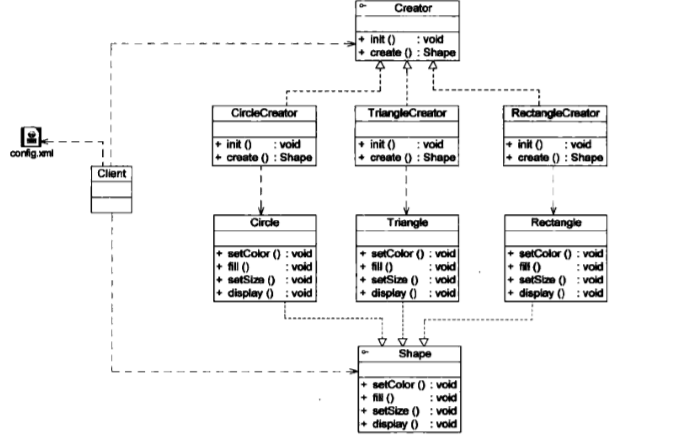 Creator
+ init () : void
+ create () : Shape
CircleCreator
+ init () : void
+ create () : Shape
TriangleCreator
+ init () : void
+ create () : Shape
RectangleCreator
+ init () : void
+ create () : Shape
config.xml
Client
Circle
+ setColor () : void
+ fill () : void
+ setSize () : void
+ display () : void
Triangle
+ setColor () : void
+ fill () : void
+ setSize () : void
+ display () : void
Rectangle
+ setColor () : void
+ fill () : void
+ setSize () : void
+ display () : void
Shape
+ setColor () : void
+ fill () : void
+ setSize () : void
+ display () : void